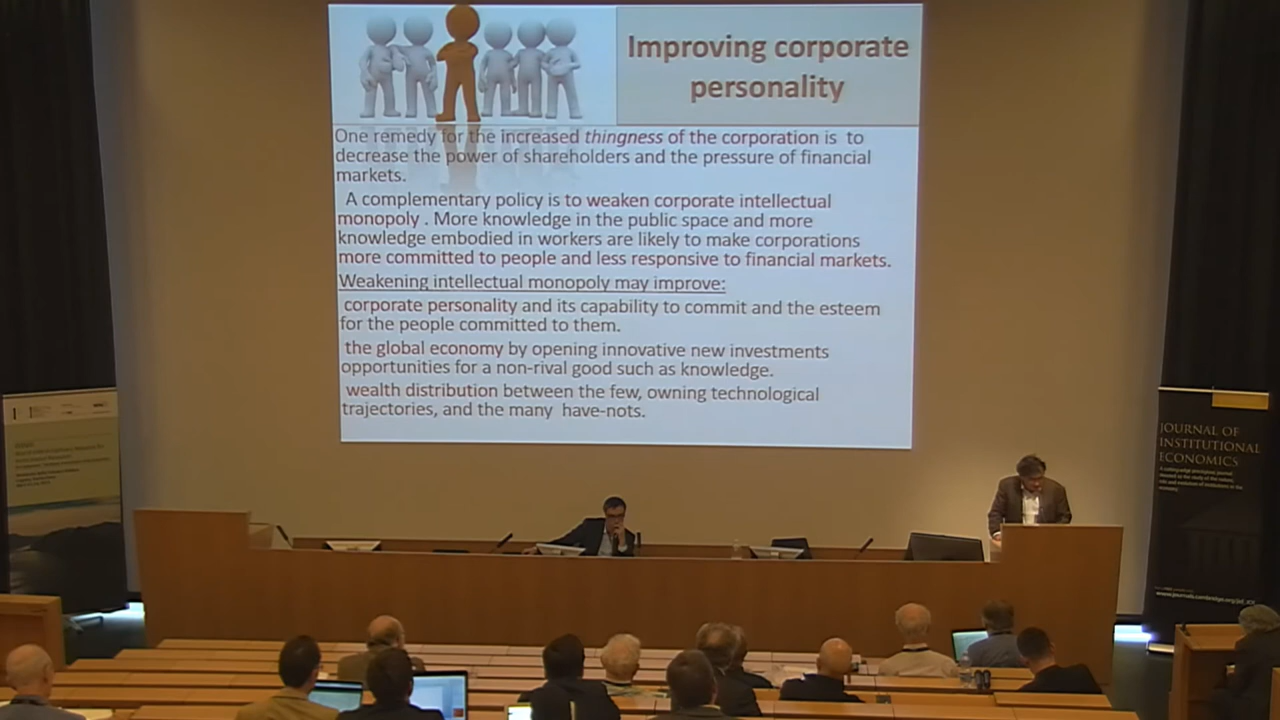 Improving corporate
personality
One remedy for the increased thingness of the corporation is to
decrease the power of shareholders and the pressure of financial
markets.
A complementary policy is to weaken corporate intellectual
monopoly . More knowledge in the public space and more
knowledge embodied in workers are likely to make corporations
more committed to people and less responsive to financial markets.
Weakening intellectual monopoly may improve:
corporate personality and its capability to commit and the esteem
for the people committed to them.
the global economy by opening innovative new investments
opportunities for a non-rival good such as knowledge.
wealth distribution between the few, owning technological
trajectories, and the many have-nots.
JOURNAL OF
INSTITUTIONAL
ECONOMICS